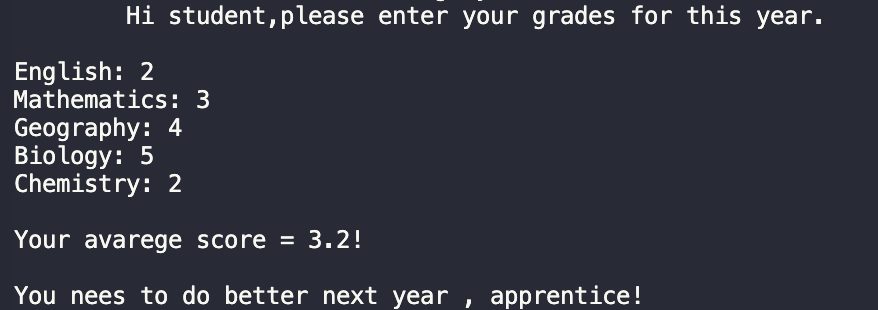 Hi student,please enter your grades for this year.
English: 2
Mathematics: 3
Geography: 4
Biology: 5
Chemistry: 2
Your avarege score = 3.2!
You nees to do better next year , apprentice!